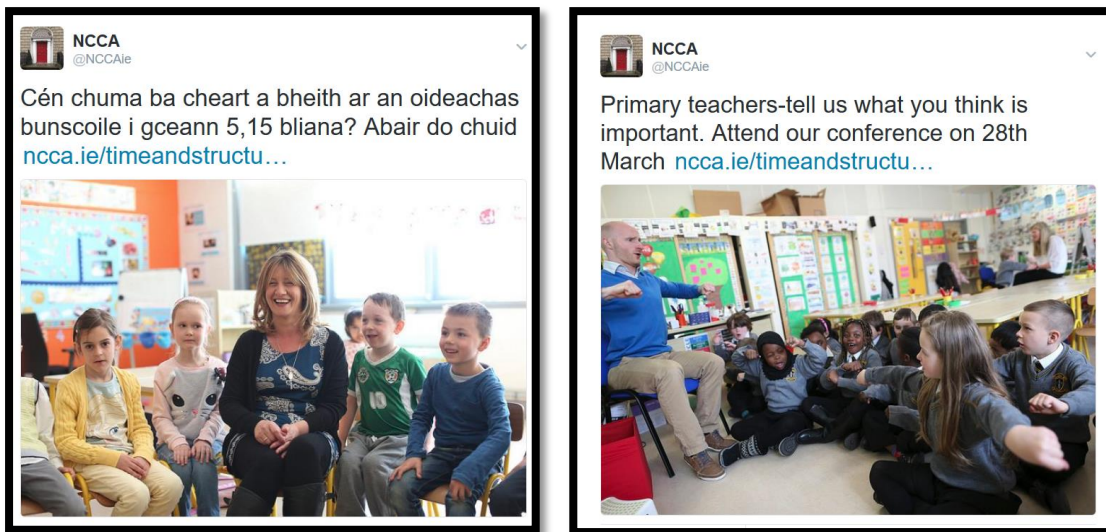 NCCA
@NCCAie
Cén chuma ba cheart a bheith ar an oideachas
bunscoile i gceann 5,15 bliana? Abair do chuid
ncca.ie/timeandstructu…
10
NCCA
@NCCAie
Primary teachers-tell us what you think is
important. Attend our conference on 28th
March ncca.ie/timeandstructu…